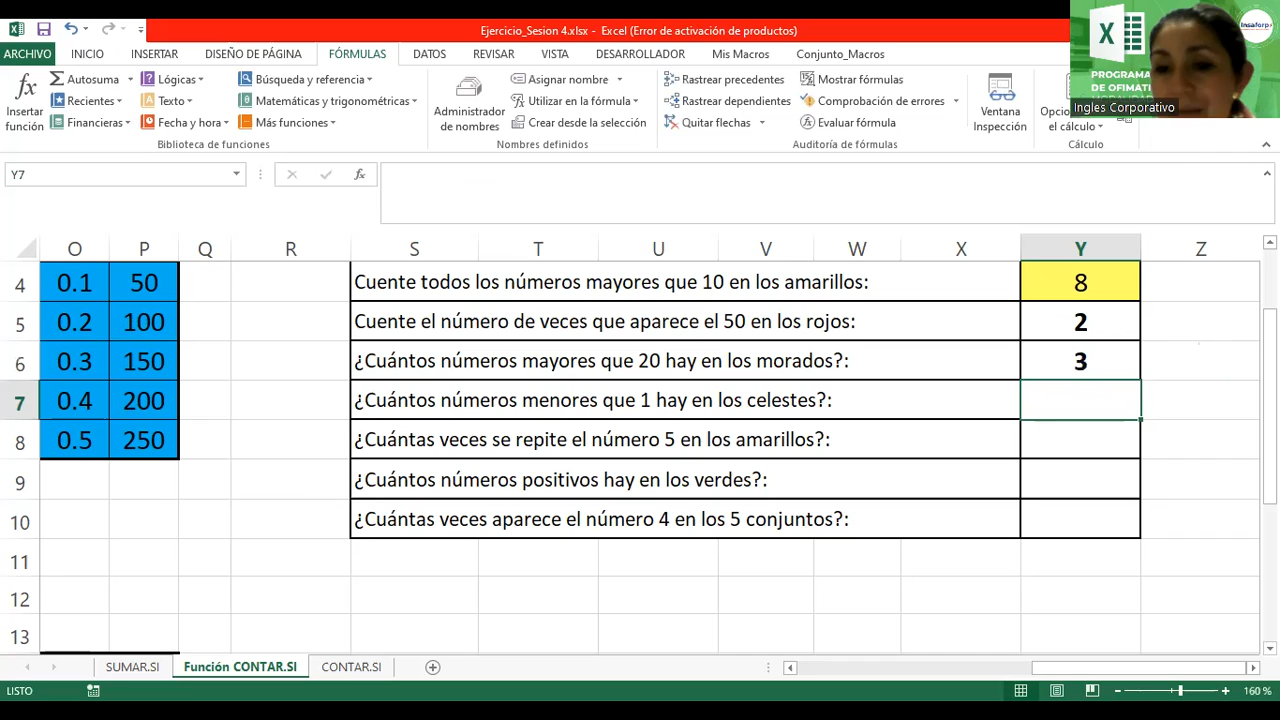 Ejercicio_Sesion 4.xlsx - Excel (Error de activación de productos)
ARCHIVO INICIO INSERTAR DISEÑO DE PÁGINA FÓRMULAS DATOS REVISAR VISTA DESARROLLADOR Mis Macros Conjunto_Macros
PROGRAMA
DE OFIMATI
Insaforp
Ingles Corporativo
Insertar función
Autosuma Lógicas Búsqueda y referencia
Recientes Texto Matemáticas y trigonométricas
Financieras Fecha y hora Más funciones
Biblioteca de funciones
Administrador de nombres
Asignar nombre
Utilizar en la fórmula
Crear desde la selección
Nombres definidos
Rastrear precedentes Mostrar fórmulas
Rastrear dependientes Comprobación de errores
Quitar flechas Evaluar fórmula
Auditoría de fórmulas
Ventana Inspección
Opcio
el cálculo
Cálculo
Y7 fx
O P Q R S T U V W X Y Z
4 0.1 50 Cuente todos los números mayores que 10 en los amarillos: 8
5 0.2 100 Cuente el número de veces que aparece el 50 en los rojos: 2
6 0.3 150 ¿Cuántos números mayores que 20 hay en los morados?: 3
7 0.4 200 ¿Cuántos números menores que 1 hay en los celestes?:
8 0.5 250 ¿Cuántas veces se repite el número 5 en los amarillos?:
9 ¿Cuántos números positivos hay en los verdes?:
10 ¿Cuántas veces aparece el número 4 en los 5 conjuntos?:
11
12
13
SUMAR.SI Función CONTAR.SI CONTAR.SI
LISTO 160 %